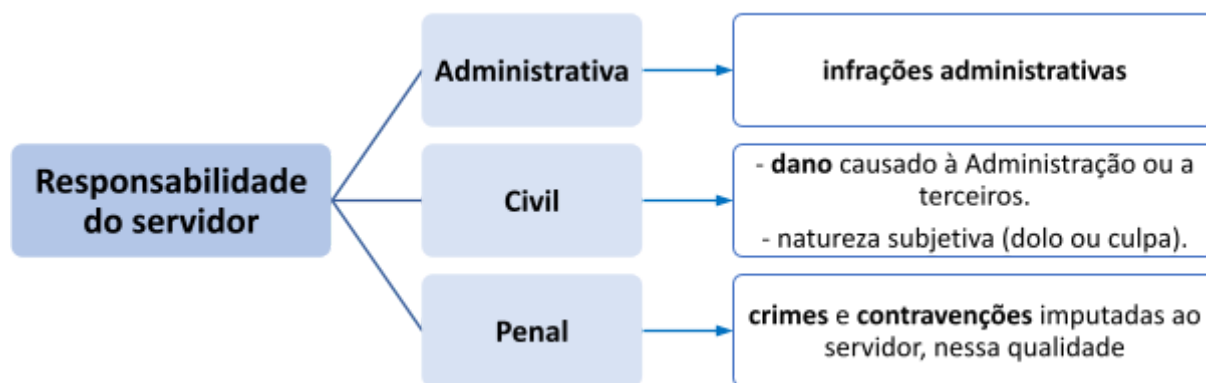 Responsabilidade
do servidor
Administrativa
infrações administrativas
Civil
- dano causado à Administração ou a
terceiros.
- natureza subjetiva (dolo ou culpa).
Penal
crimes e contravenções imputadas ao
servidor, nessa qualidade